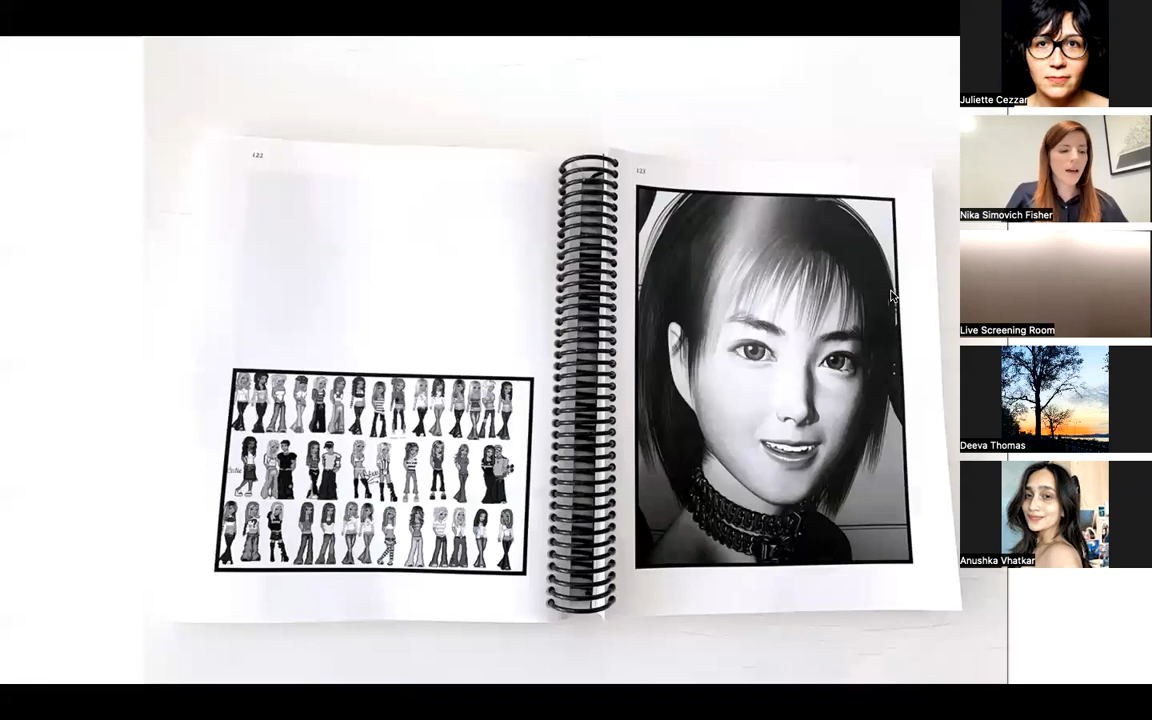 122
123
Juliette Cezzar
Nika Simovich Fisher
Live Screening Room
Deeva Thomas
Anushka Vhatkar